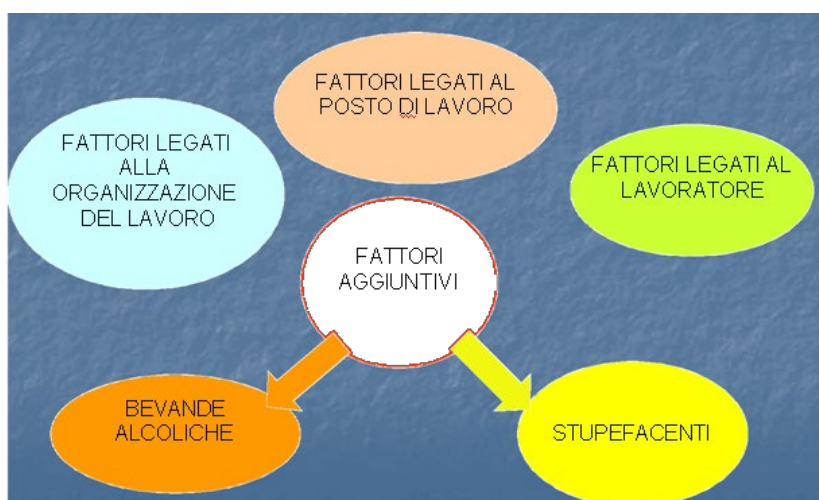 FATTORI LEGATI AL
POSTO DI LAVORO
FATTORI LEGATI
ALLA
ORGANIZZAZIONE
DEL LAVORO
FATTORI LEGATI AL
LAVORATORE
FATTORI
AGGIUNTIVI
BEVANDE
ALCOLICHE
STUPEFACENTI